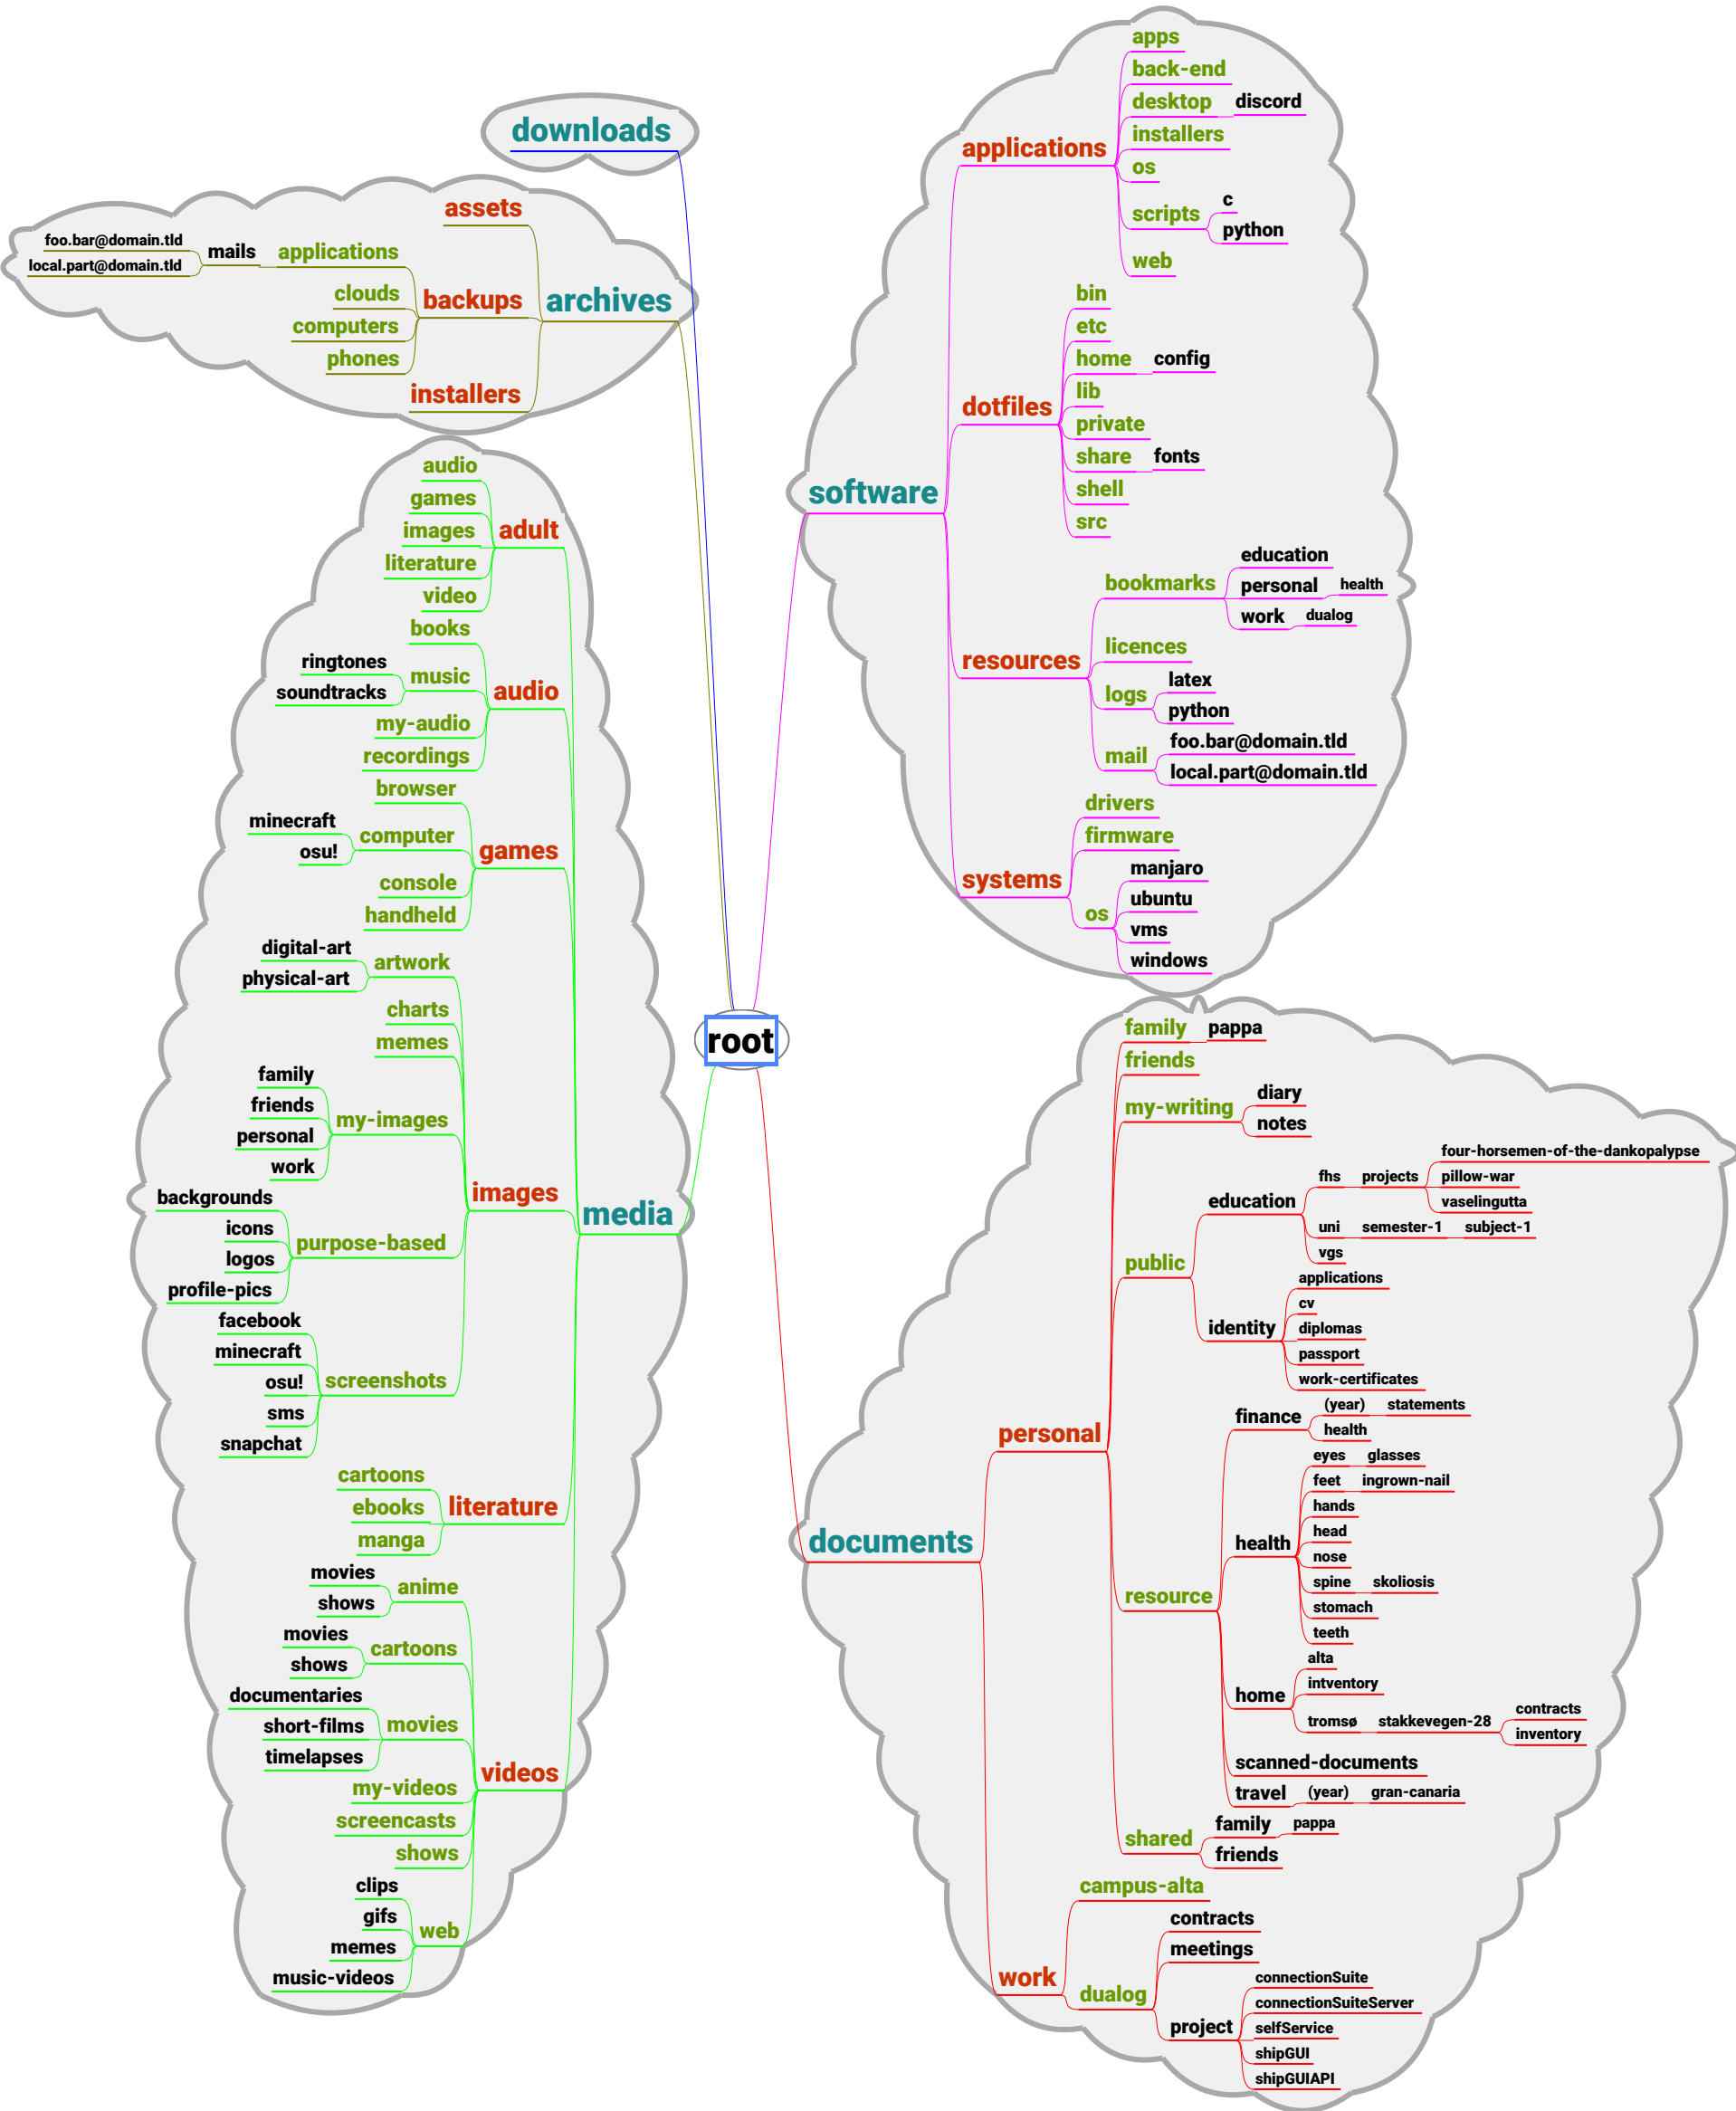 root
downloads
archives
assets
backups
applications
mails
foo.bar@domain.tld
local.part@domain.tld
clouds
computers
phones
installers
media
adult
audio
games
images
literature
video
audio
books
music
ringtones
soundtracks
my-audio
recordings
games
browser
computer
minecraft
osu!
console
handheld
images
artwork
digital-art
physical-art
charts
memes
my-images
family
friends
personal
work
purpose-based
backgrounds
icons
logos
profile-pics
screenshots
facebook
minecraft
osu!
sms
snapchat
literature
cartoons
ebooks
manga
videos
anime
movies
shows
cartoons
movies
shows
movies
documentaries
short-films
timelapses
my-videos
screencasts
shows
web
clips
gifs
memes
music-videos
software
applications
apps
back-end
desktop
discord
installers
os
scripts
c
python
web
dotfiles
bin
etc
home
config
lib
private
share
fonts
shell
src
resources
bookmarks
education
personal
health
work
dualog
licences
logs
latex
python
mail
foo.bar@domain.tld
local.part@domain.tld
systems
drivers
firmware
os
manjaro
ubuntu
vms
windows
documents
personal
family
pappa
friends
my-writing
diary
notes
public
education
fhs
projects
four-horsemen-of-the-dankopalypse
pillow-war
vaselingutta
uni
semester-1
subject-1
vgs
identity
applications
cv
diplomas
passport
work-certificates
resource
finance
(year)
statements
health
health
eyes
glasses
feet
ingrown-nail
hands
head
nose
spine
skoliosis
stomach
teeth
home
alta
intventory
tromsø
stakkevegen-28
contracts
inventory
scanned-documents
travel
(year)
gran-canaria
shared
family
pappa
friends
work
campus-alta
dualog
contracts
meetings
project
connectionSuite
connectionSuiteServer
selfService
shipGUI
shipGUIAPI